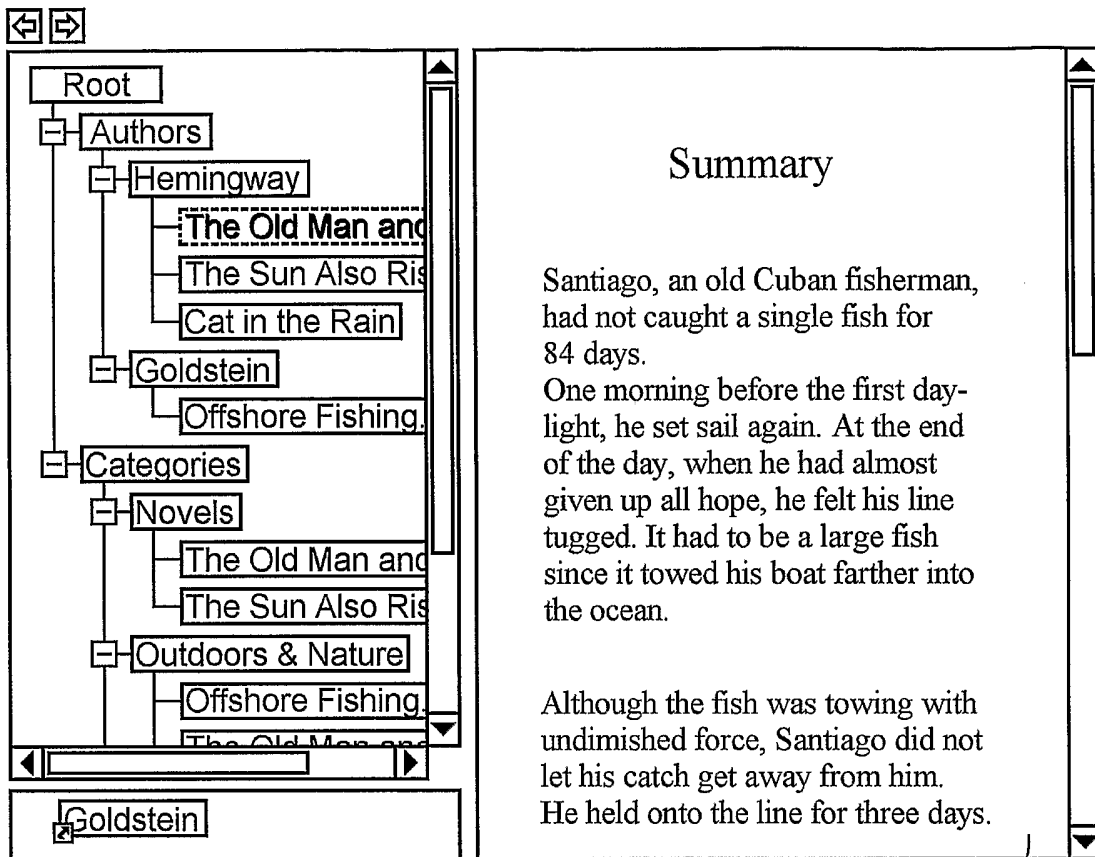 Root
Authors
Hemingway
The Old Man and
The Sun Also Ris
Cat in the Rain
Goldstein
Offshore Fishing.
Categories
Novels
The Old Man and
The Sun Also Ris
Outdoors & Nature
Offshore Fishing.
The Old Man and
Goldstein
Summary
Santiago, an old Cuban fisherman,
had not caught a single fish for
84 days.
One morning before the first day-
light, he set sail again. At the end
of the day, when he had almost
given up all hope, he felt his line
tugged. It had to be a large fish
since it towed his boat farther into
the ocean.
Although the fish was towing with
undimished force, Santiago did not
let his catch get away from him.
He held onto the line for three days.